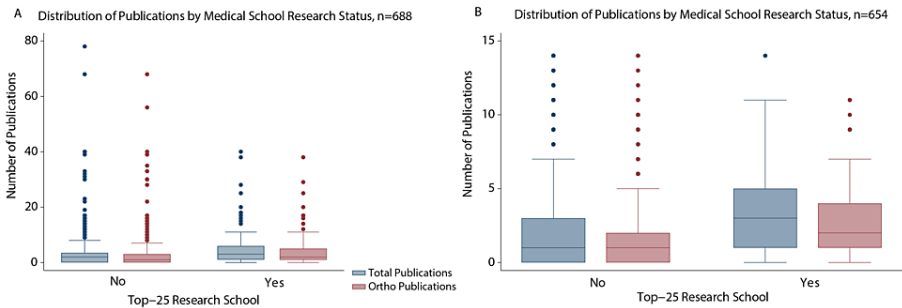 A
Distribution of Publications by Medical School Research Status, n=688
Number of Publications
80
60
40
20
0
No
Yes
Top-25 Research School
Total Publications
Ortho Publications
B
Distribution of Publications by Medical School Research Status, n=654
Number of Publications
15
10
5
0
No
Yes
Top-25 Research School